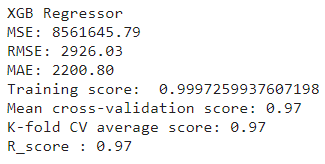 XGB Regressor
MSE: 8561645.79
RMSE: 2926.03
MAE: 2200.80
Training score:  0.9997259937607198
Mean cross-validation score: 0.97
K-fold CV average score: 0.97
R_score : 0.97